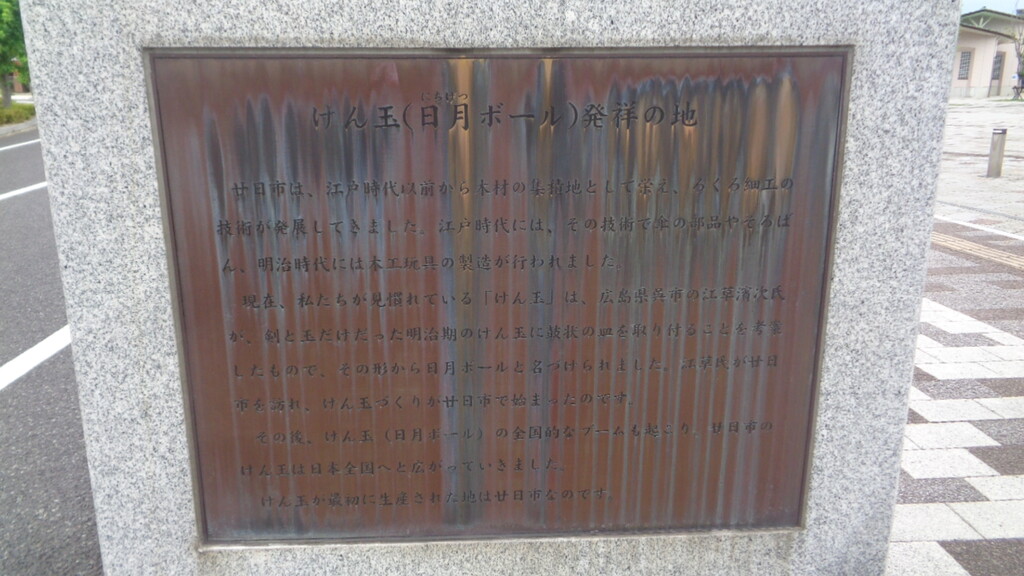 にちげつ
けん玉(日月ボール)発祥の地
廿日市は、江戸時代以前から木材の集積地として栄え、ろくろ細工の
技術が発展してきました。江戸時代には、その技術で傘の部品やそろば
ん、明治時代には木工玩具の製造が行われました。
現在、私たちが見慣れている「けん玉」は、広島県呉市の江草濱次氏
が、剣と玉だけだった明治期のけん玉に鼓状の皿を取り付けることを考案
したもので、その形から日月ボールと名づけられました。江草氏が廿日
市を訪れ、けん玉づくりが廿日市で始まったのです。
その後、けん玉(日月ボール)の全国的なブームも起こり、廿日市の
けん玉は日本全国へと広がっていきました。
けん玉が最初に生産された地は廿日市なのです。